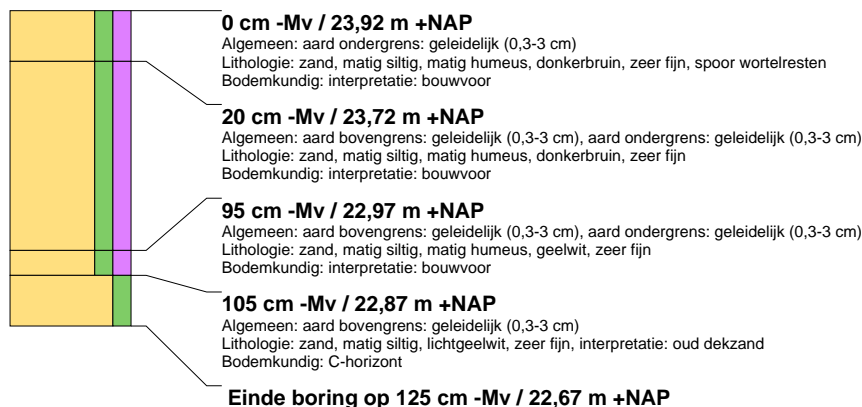 0 cm -Mv / 23,92 m +NAP
Algemeen: aard ondergrens: geleidelijk (0,3-3 cm)
Lithologie: zand, matig siltig, matig humeus, donkerbruin, zeer fijn, spoor wortelresten
Bodemkundig: interpretatie: bouwvoor
20 cm -Mv / 23,72 m +NAP
Algemeen: aard bovengrens: geleidelijk (0,3-3 cm), aard ondergrens: geleidelijk (0,3-3 cm)
Lithologie: zand, matig siltig, matig humeus, donkerbruin, zeer fijn
Bodemkundig: interpretatie: bouwvoor
95 cm -Mv / 22,97 m +NAP
Algemeen: aard bovengrens: geleidelijk (0,3-3 cm), aard ondergrens: geleidelijk (0,3-3 cm)
Lithologie: zand, matig siltig, matig humeus, geelwit, zeer fijn
Bodemkundig: interpretatie: bouwvoor
105 cm -Mv / 22,87 m +NAP
Algemeen: aard bovengrens: geleidelijk (0,3-3 cm)
Lithologie: zand, matig siltig, lichtgeelwit, zeer fijn, interpretatie: oud dekzand
Bodemkundig: C-horizont
Einde boring op 125 cm -Mv / 22,67 m +NAP